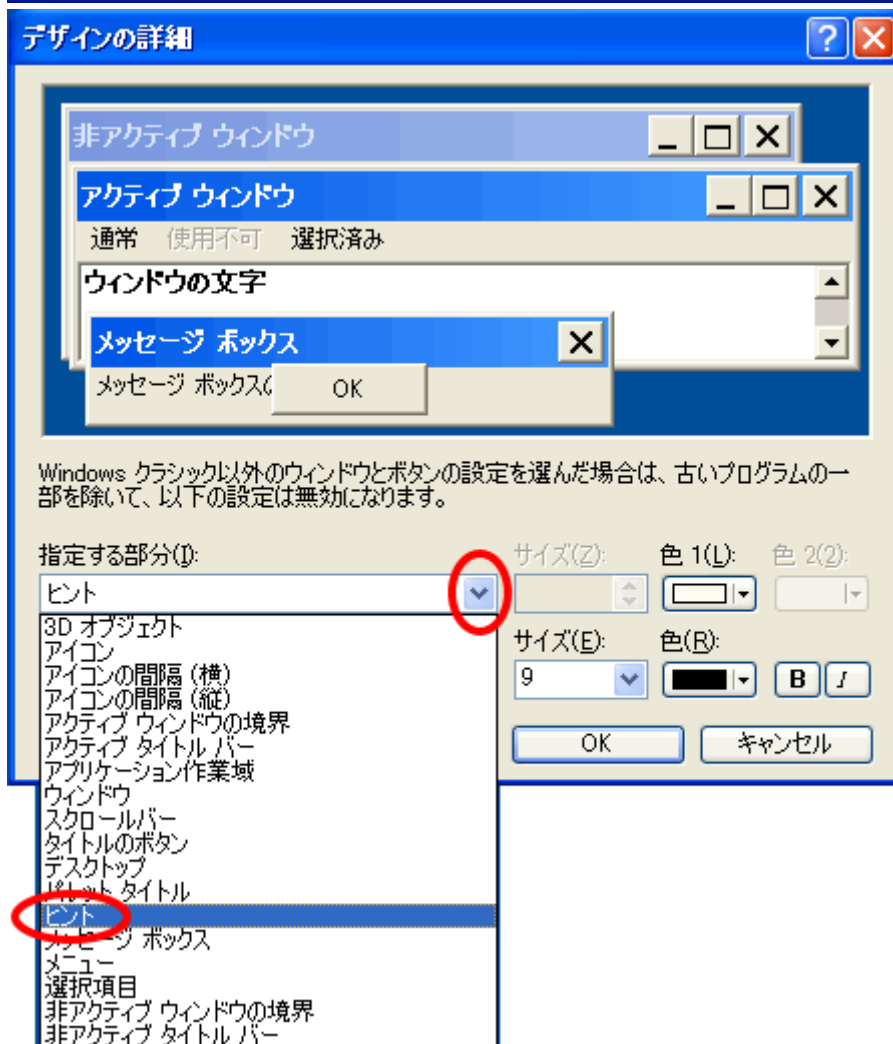 デザインの詳細
非アクティブ ウィンドウ
アクティブ ウィンドウ
通常 使用不可 選択済み
ウィンドウの文字
メッセージ ボックス
メッセージ ボックスの
OK
Windows クラシック以外のウィンドウとボタンの設定を選んだ場合は、古いプログラムの一
部を除いて、以下の設定は無効になります。
指定する部分(I): サイズ(Z): 色 1(L): 色 2(2):
ヒント
サイズ(E): 色(R):
9 B I
OK キャンセル
3D オブジェクト
アイコン
アイコンの間隔 (横)
アイコンの間隔 (縦)
アクティブ ウィンドウの境界
アクティブ タイトル バー
アプリケーション作業域
ウィンドウ
スクロールバー
タイトルのボタン
デスクトップ
パレット タイトル
ヒント
メッセージ ボックス
メニュー
選択項目
非アクティブ ウィンドウの境界
非アクティブ タイトル バー